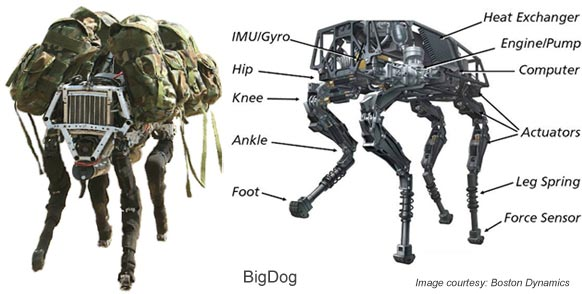 IMU/Gyro
Hip
Knee
Ankle
Foot
Heat Exchanger
Engine/Pump
Computer
Actuators
Leg Spring
Force Sensor
BigDog
Image courtesy: Boston Dynamics